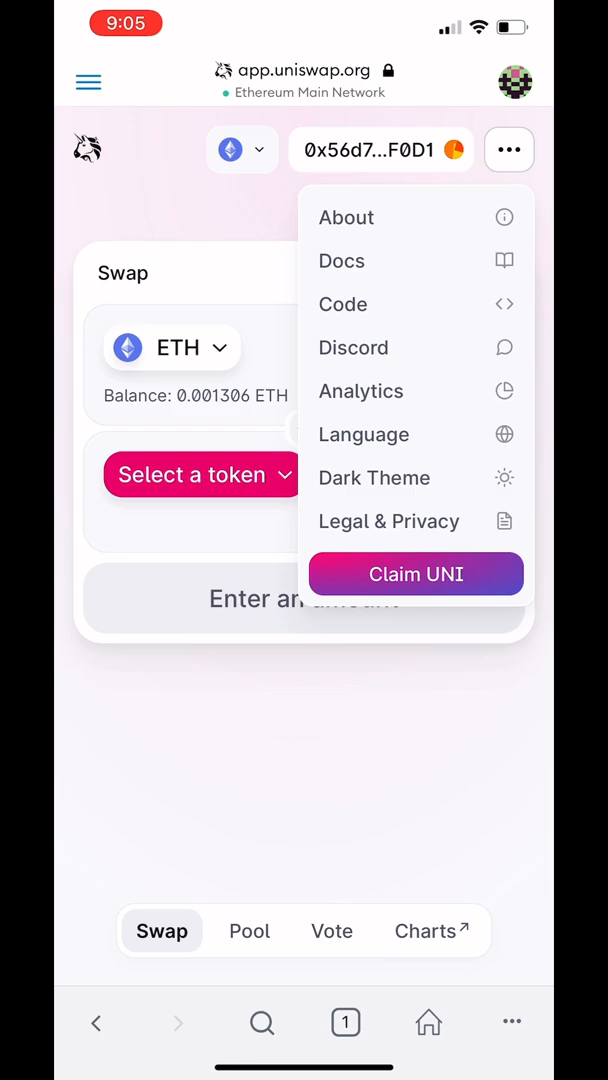 9:05
app.uniswap.org
Ethereum Main Network
0x56d7...F0D1
About
Docs
Code
Discord
Analytics
Language
Dark Theme
Legal & Privacy
Claim UNI
Swap
ETH
Balance: 0.001306 ETH
Select a token
Enter an amount
Swap Pool Vote Charts↗
1